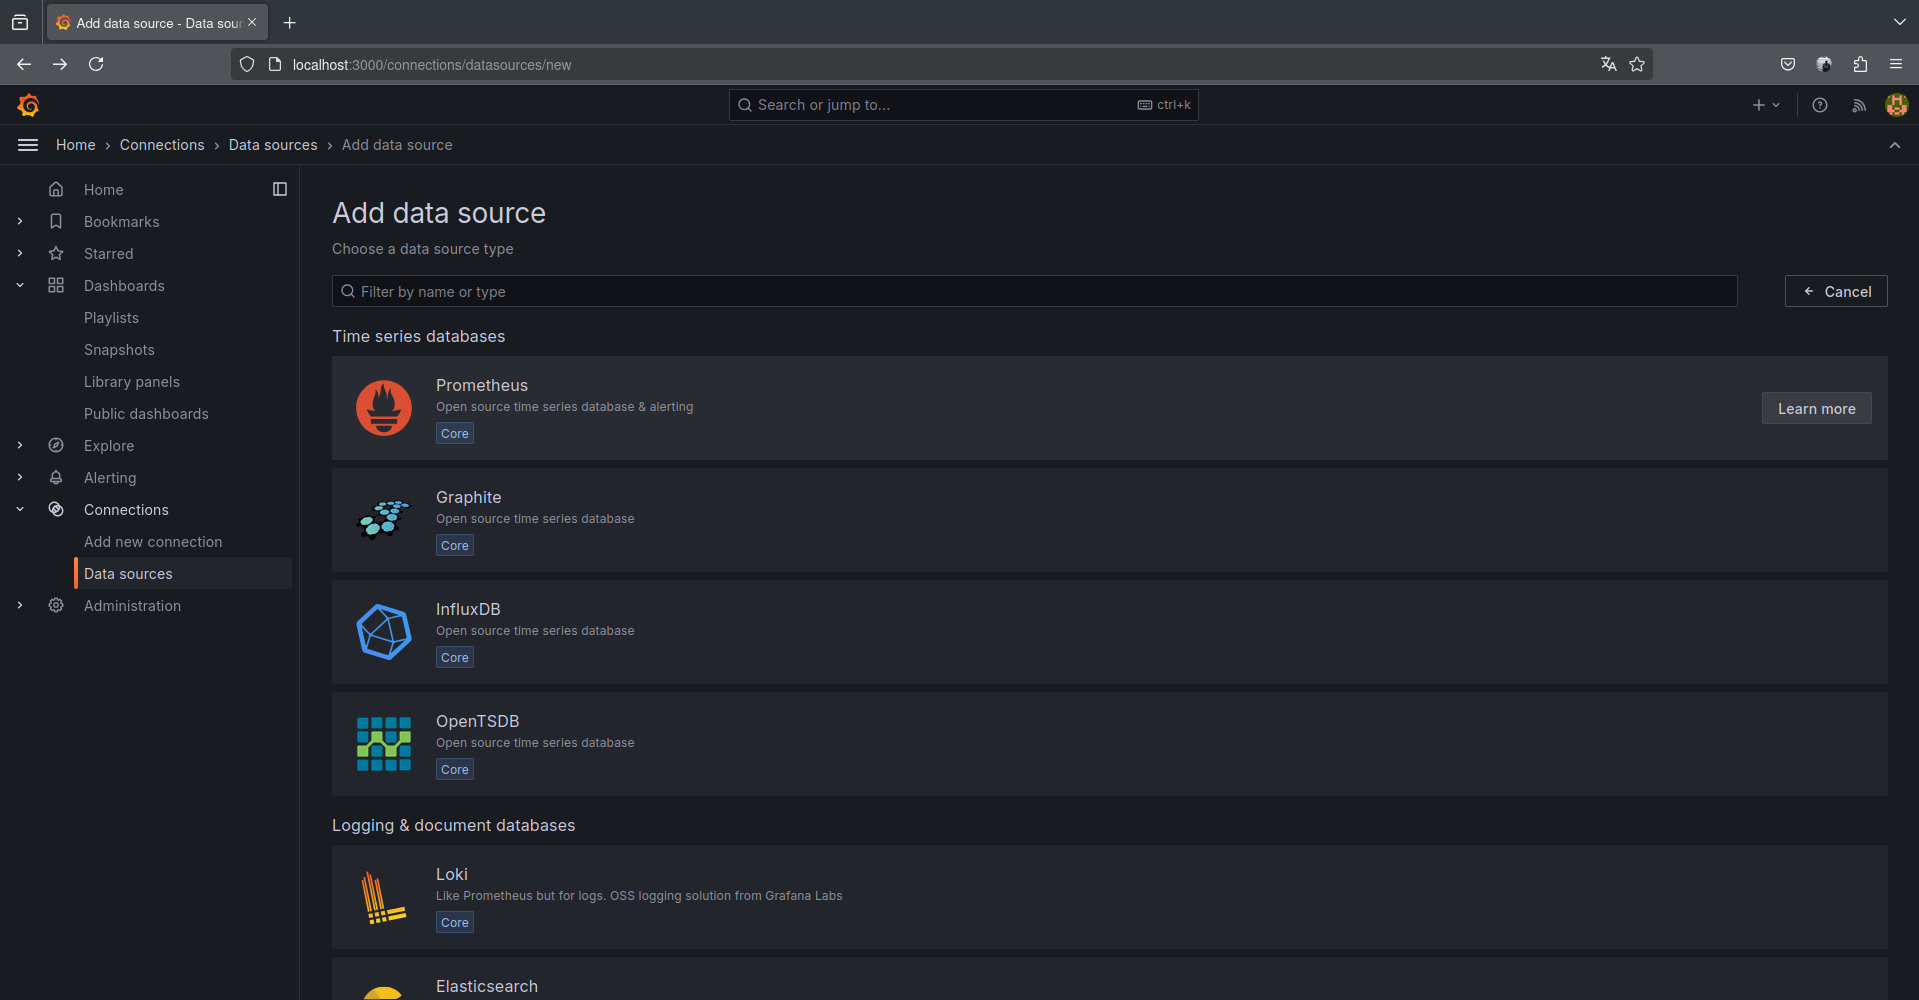 Add data source - Data sour
localhost:3000/connections/datasources/new
Search or jump to...
ctrl+k
Home
Connections
Data sources
Add data source
Home
Bookmarks
Starred
Dashboards
Playlists
Snapshots
Library panels
Public dashboards
Explore
Alerting
Connections
Add new connection
Data sources
Administration
Add data source
Choose a data source type
Filter by name or type
Cancel
Time series databases
Prometheus
Open source time series database & alerting
Core
Learn more
Graphite
Open source time series database
Core
InfluxDB
Open source time series database
Core
OpenTSDB
Open source time series database
Core
Logging & document databases
Loki
Like Prometheus but for logs. OSS logging solution from Grafana Labs
Core
Elasticsearch